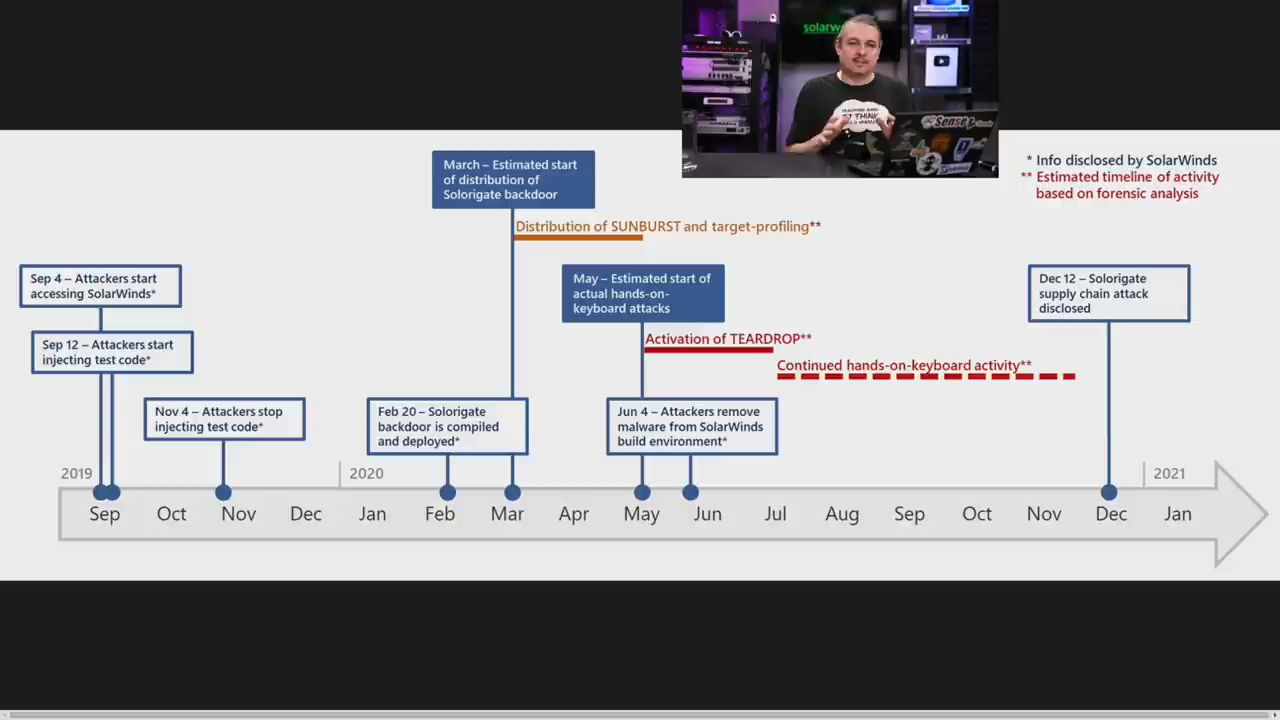 solarw
SENSE
* Info disclosed by SolarWinds
** Estimated timeline of activity
based on forensic analysis
March – Estimated start
of distribution of
Solorigate backdoor
Distribution of SUNBURST and target-profiling**
Sep 4 – Attackers start
accessing SolarWinds*
May – Estimated start of
actual hands-on-
keyboard attacks
Dec 12 – Solorigate
supply chain attack
disclosed
Sep 12 – Attackers start
injecting test code*
Activation of TEARDROP**
Continued hands-on-keyboard activity**
Nov 4 – Attackers stop
injecting test code*
Feb 20 – Solorigate
backdoor is compiled
and deployed*
Jun 4 – Attackers remove
malware from SolarWinds
build environment*
2019
2020
2021
Sep Oct Nov Dec Jan Feb Mar Apr May Jun Jul Aug Sep Oct Nov Dec Jan